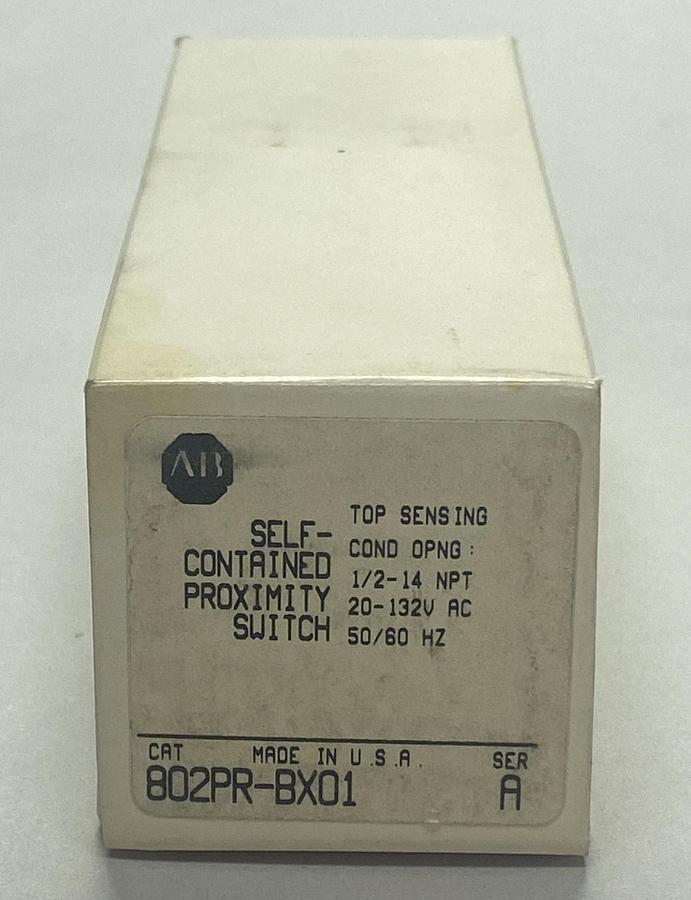 AB
SELF-
CONTAINED
PROXIMITY
SWITCH
TOP SENSING
COND OPNG:
1/2-14 NPT
20-132V AC
50/60 HZ
CAT MADE IN U.S.A. SER
802PR-BX01 A